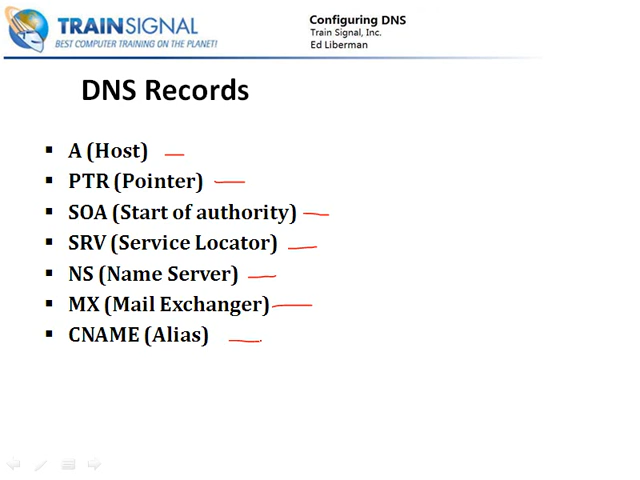 TRAINSIGNAL
BEST COMPUTER TRAINING ON THE PLANET!
Configuring DNS
Train Signal, Inc.
Ed Liberman
DNS Records
▪ A (Host)
▪ PTR (Pointer)
▪ SOA (Start of authority)
▪ SRV (Service Locator)
▪ NS (Name Server)
▪ MX (Mail Exchanger)
▪ CNAME (Alias)